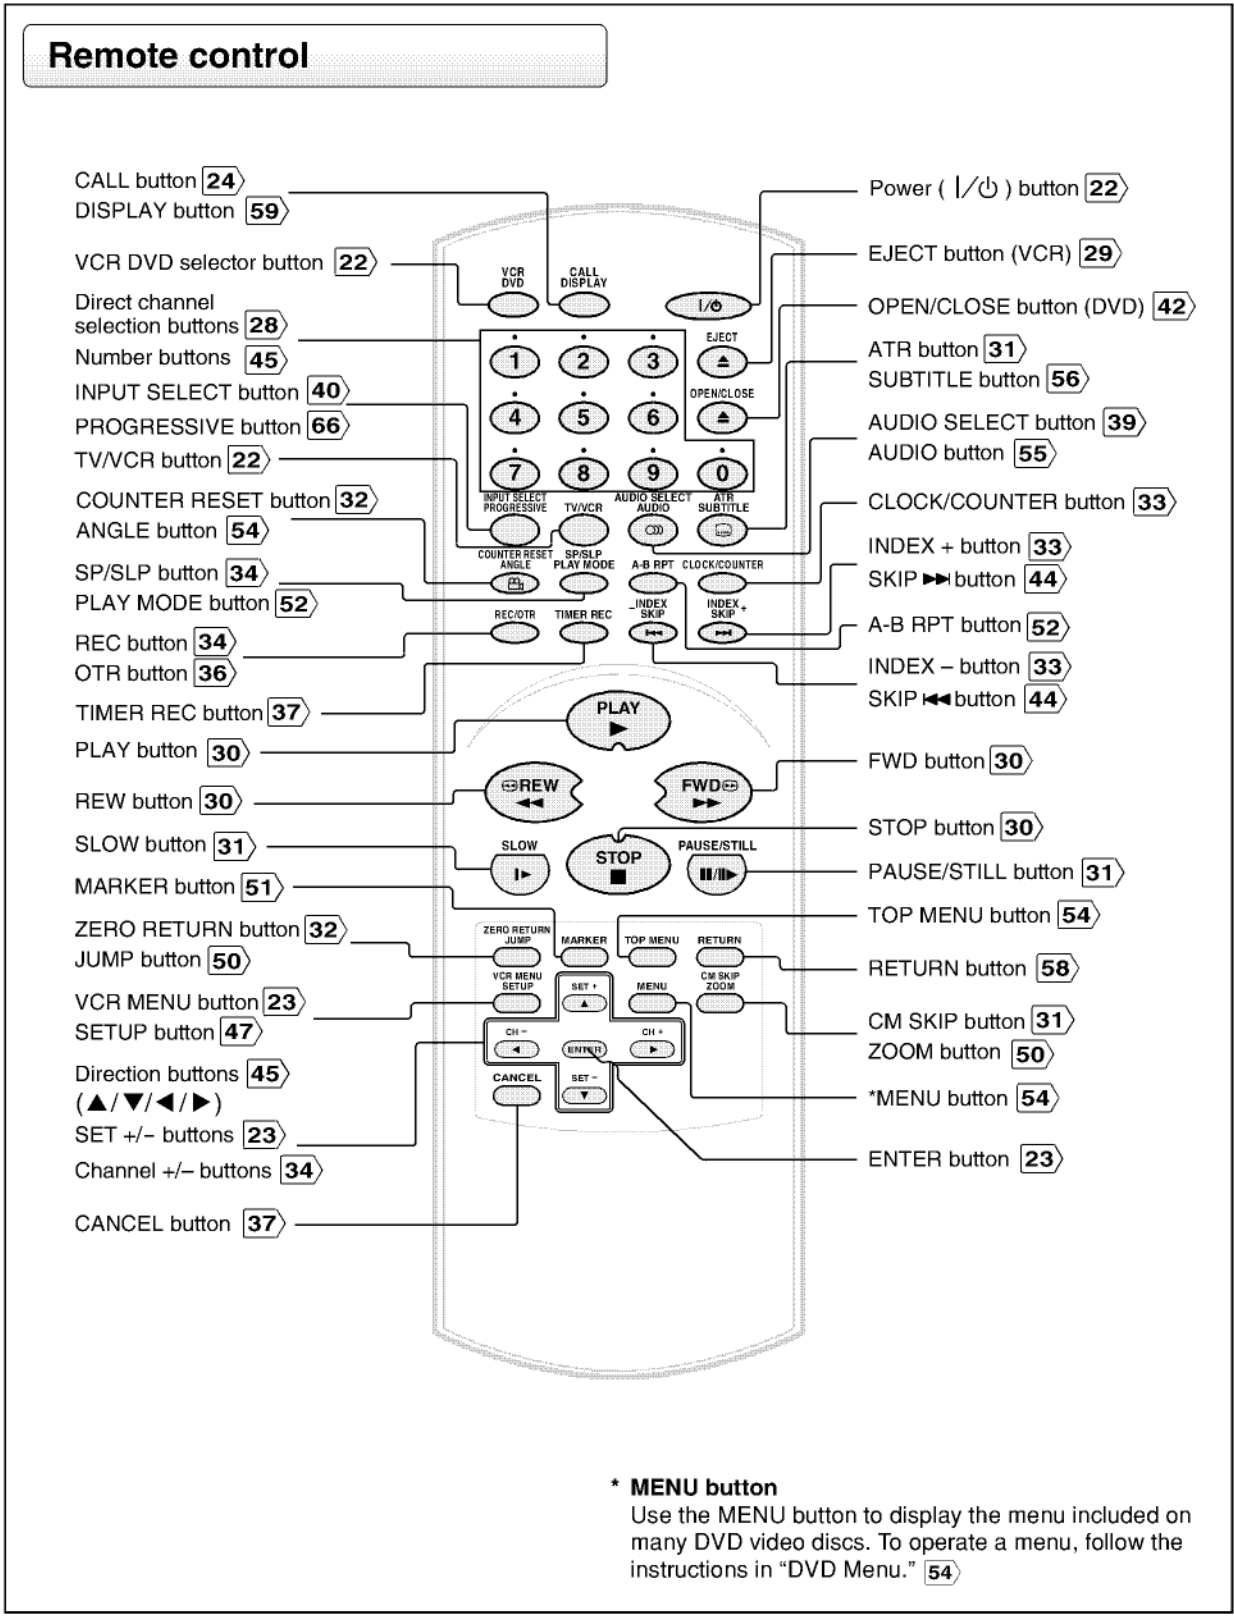 Remote control
CALL button 24
DISPLAY button 59
VCR DVD selector button 22
Direct channel
selection buttons 28
Number buttons 45
INPUT SELECT button 40
PROGRESSIVE button 66
TV/VCR button 22
COUNTER RESET button 32
ANGLE button 54
SP/SLP button 34
PLAY MODE button 52
REC button 34
OTR button 36
TIMER REC button 37
PLAY button 30
REW button 30
SLOW button 31
MARKER button 51
ZERO RETURN button 32
JUMP button 50
VCR MENU button 23
SETUP button 47
Direction buttons 45
(▲/▼/◀/▶)
SET +/− buttons 23
Channel +/− buttons 34
CANCEL button 37
VCR
DVD
CALL
DISPLAY
I/⏻
1 2 3
EJECT
▲
4 5 6
OPEN/CLOSE
▲
7 8 9 0
INPUT SELECT
PROGRESSIVE
TV/VCR
AUDIO SELECT
AUDIO
ATR
SUBTITLE
COUNTER RESET
ANGLE
SP/SLP
PLAY MODE
A-B RPT
CLOCK/COUNTER
REC/OTR
TIMER REC
−INDEX
SKIP
INDEX +
SKIP
PLAY
▶
REW
◀◀
FWD
▶▶
SLOW
STOP
■
PAUSE/STILL
ZERO RETURN
JUMP
MARKER
TOP MENU
RETURN
VCR MENU
SETUP
SET +
▲
MENU
CM SKIP
ZOOM
CH −
◀
ENTER
CH +
▶
CANCEL
SET −
▼
Power ( I/⏻ ) button 22
EJECT button (VCR) 29
OPEN/CLOSE button (DVD) 42
ATR button 31
SUBTITLE button 56
AUDIO SELECT button 39
AUDIO button 55
CLOCK/COUNTER button 33
INDEX + button 33
SKIP ▶▶| button 44
A-B RPT button 52
INDEX − button 33
SKIP |◀◀ button 44
FWD button 30
STOP button 30
PAUSE/STILL button 31
TOP MENU button 54
RETURN button 58
CM SKIP button 31
ZOOM button 50
*MENU button 54
ENTER button 23
* MENU button
Use the MENU button to display the menu included on
many DVD video discs. To operate a menu, follow the
instructions in “DVD Menu.” 54